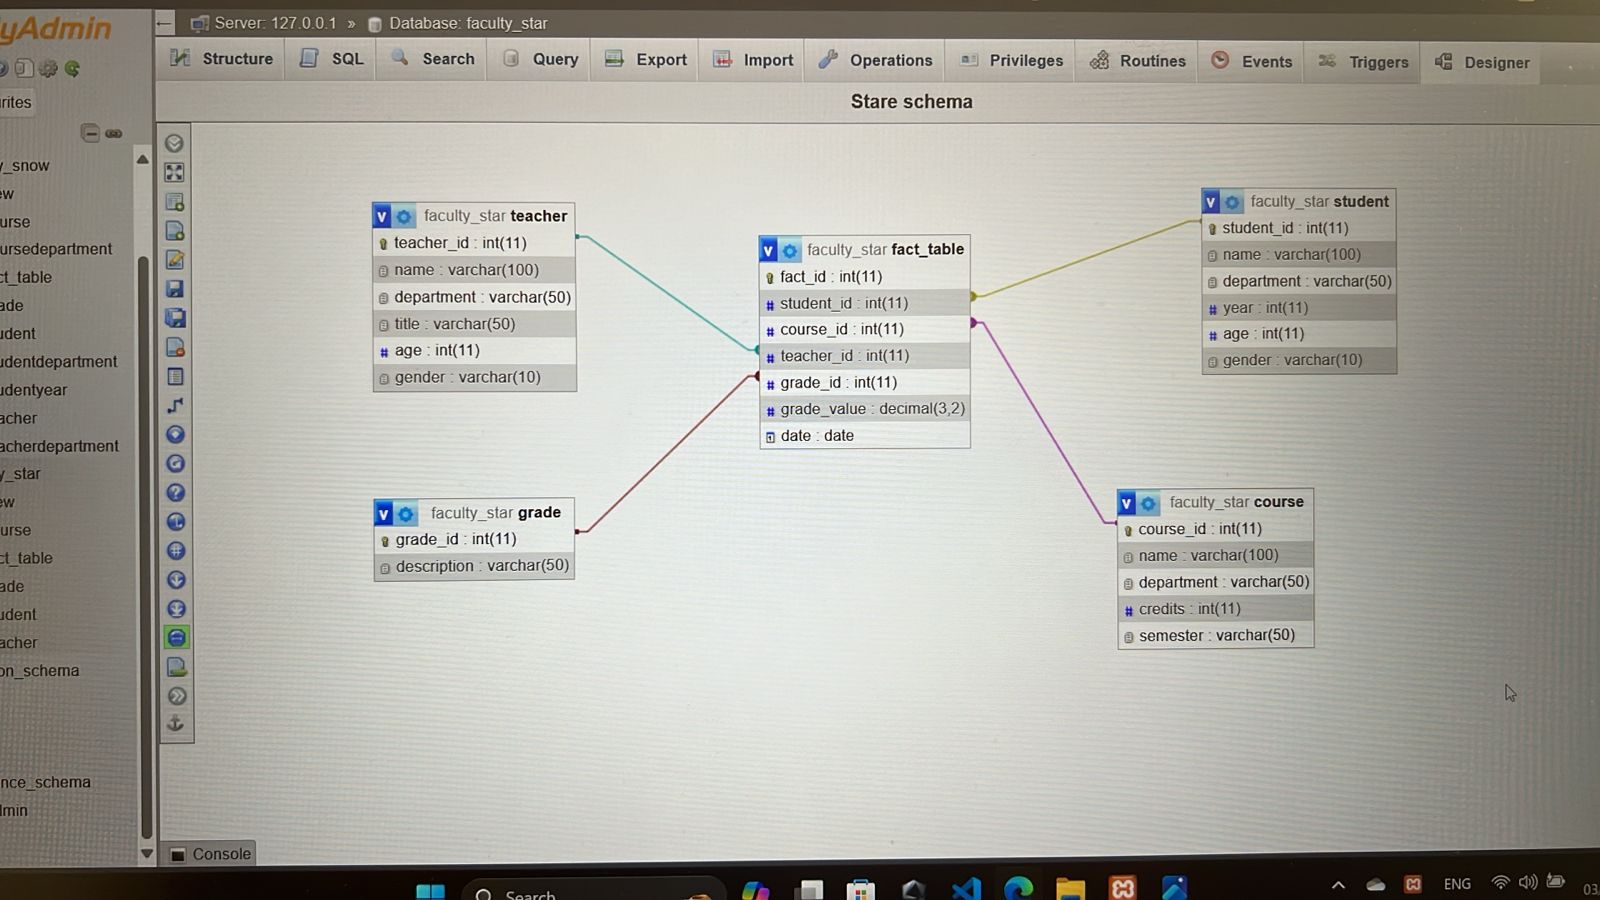 yAdmin
Server: 127.0.0.1 » Database: faculty_star
Structure SQL Search Query Export Import Operations Privileges Routines Events Triggers Designer
Stare schema
rites
y_snow
ew
urse
ursedepartment
ct_table
ade
udent
udentdepartment
udentyear
acher
acherdepartment
y_star
ew
urse
ct_table
ade
udent
acher
on_schema
nce_schema
dmin
faculty_star teacher
teacher_id : int(11)
name : varchar(100)
department : varchar(50)
title : varchar(50)
age : int(11)
gender : varchar(10)
faculty_star fact_table
fact_id : int(11)
student_id : int(11)
course_id : int(11)
teacher_id : int(11)
grade_id : int(11)
grade_value : decimal(3,2)
date : date
faculty_star student
student_id : int(11)
name : varchar(100)
department : varchar(50)
year : int(11)
age : int(11)
gender : varchar(10)
faculty_star grade
grade_id : int(11)
description : varchar(50)
faculty_star course
course_id : int(11)
name : varchar(100)
department : varchar(50)
credits : int(11)
semester : varchar(50)
Console
Search
ENG
03